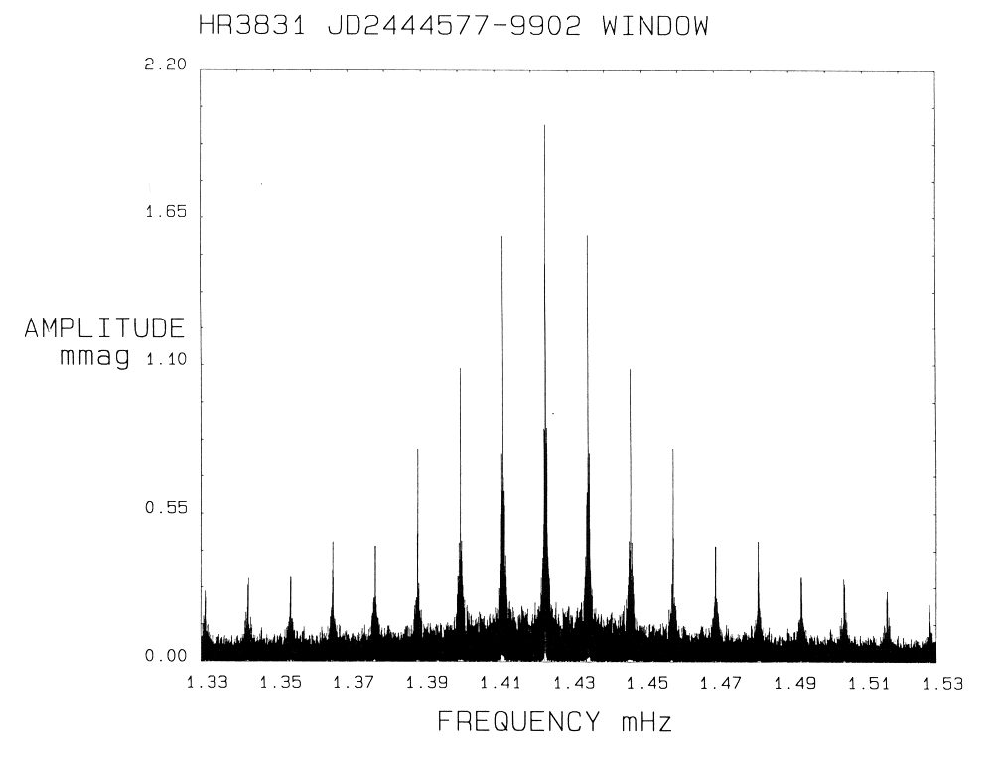 HR3831 JD2444577-9902 WINDOW
2.20
1.65
AMPLITUDE
mmag 1.10
0.55
0.00
1.33 1.35 1.37 1.39 1.41 1.43 1.45 1.47 1.49 1.51 1.53
FREQUENCY mHz